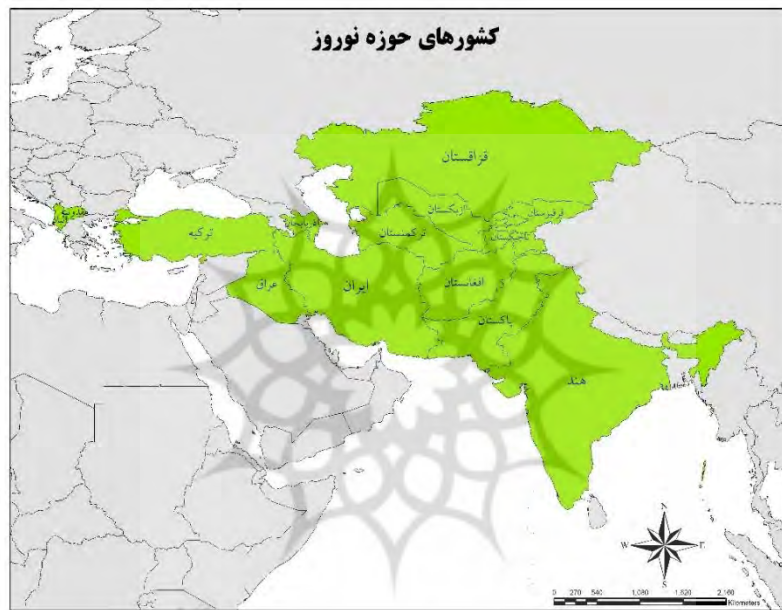 کشورهای حوزه نوروز
قزاقستان
ازبکستان
قرقیزستان
تاجیکستان
ترکمنستان
آذربایجان
ترکیه
افغانستان
ایران
عراق
پاکستان
هند
N
W E
S
0 270 540 1,080 1,620 2,160
Kilometers